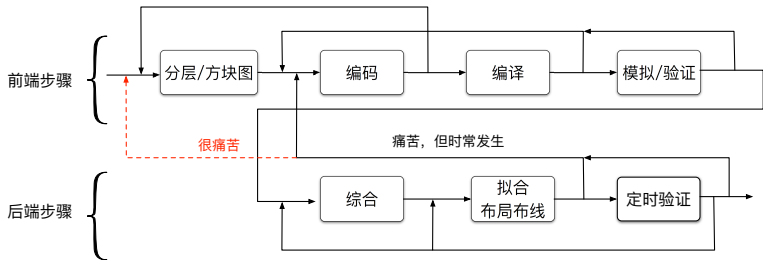 前端步骤
分层/方块图
编码
编译
模拟/验证
很痛苦
痛苦，但时常发生
后端步骤
综合
拟合
布局布线
定时验证